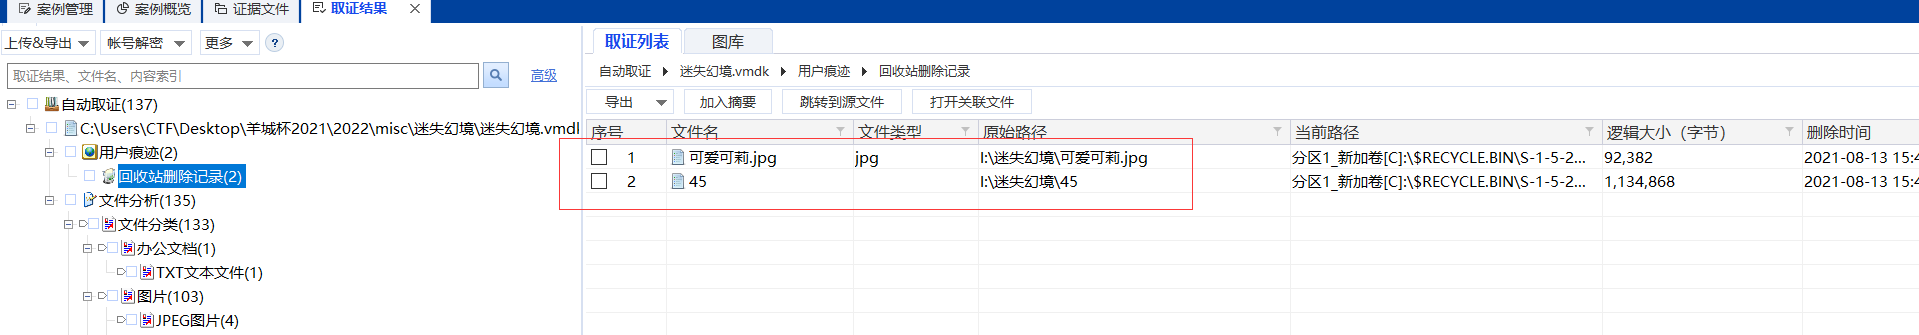 案例管理 案例概览 证据文件 取证结果
上传&导出 帐号解密 更多 ?
取证结果、文件名、内容索引 高级
自动取证(137)
C:\Users\CTF\Desktop\羊城杯2021\2022\misc\迷失幻境\迷失幻境.vmdl
用户痕迹(2)
回收站删除记录(2)
文件分析(135)
文件分类(133)
办公文档(1)
TXT文本文件(1)
图片(103)
JPEG图片(4)
取证列表 图库
自动取证 迷失幻境.vmdk 用户痕迹 回收站删除记录
导出 加入摘要 跳转到源文件 打开关联文件
序号 文件名 文件类型 原始路径 当前路径 逻辑大小（字节） 删除时间
1 可爱可莉.jpg jpg I:\迷失幻境\可爱可莉.jpg 分区1_新加卷[C]:\$RECYCLE.BIN\S-1-5-2... 92,382 2021-08-13 15:4
2 45 I:\迷失幻境\45 分区1_新加卷[C]:\$RECYCLE.BIN\S-1-5-2... 1,134,868 2021-08-13 15:4